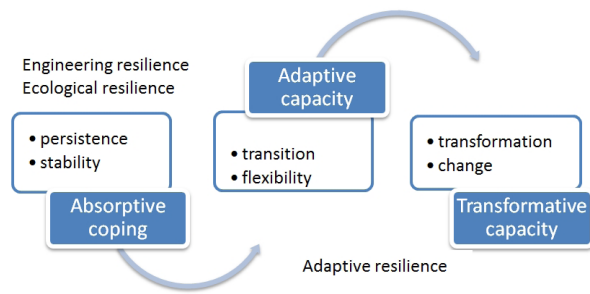 Engineering resilience
Ecological resilience
• persistence
• stability
Absorptive
coping
Adaptive
capacity
• transition
• flexibility
• transformation
• change
Transformative
capacity
Adaptive resilience